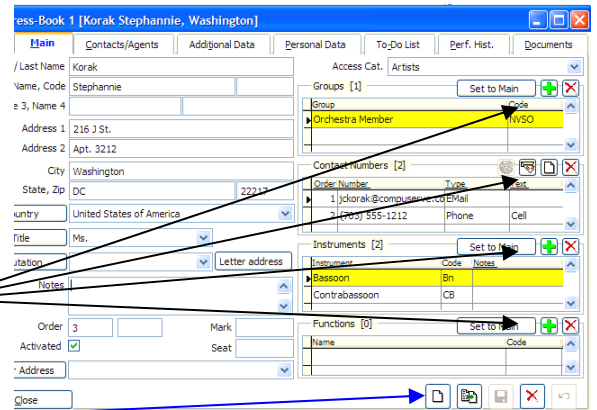 ress-Book 1 [Korak Stephannie, Washington]
Main Contacts/Agents Additional Data Personal Data To-Do List Perf. Hist. Documents
/ Last Name Korak
Name, Code Stephannie
e 3, Name 4
Address 1 216 J St.
Address 2 Apt. 3212
City Washington
State, Zip DC 22217
ountry United States of America
Title Ms.
utation Letter address
Notes
Order 3 Mark
Activated Seat
r Address
Close
Access Cat. Artists
Groups [1] Set to Main
Group Code
Orchestra Member NVSO
Contact Numbers [2]
Order Number Type Text
1 jckorak@compuserve.co EMail
2 (703) 555-1212 Phone Cell
Instruments [2] Set to Main
Instrument Code Notes
Bassoon Bn
Contrabassoon CB
Functions [0] Set to Main
Name Code